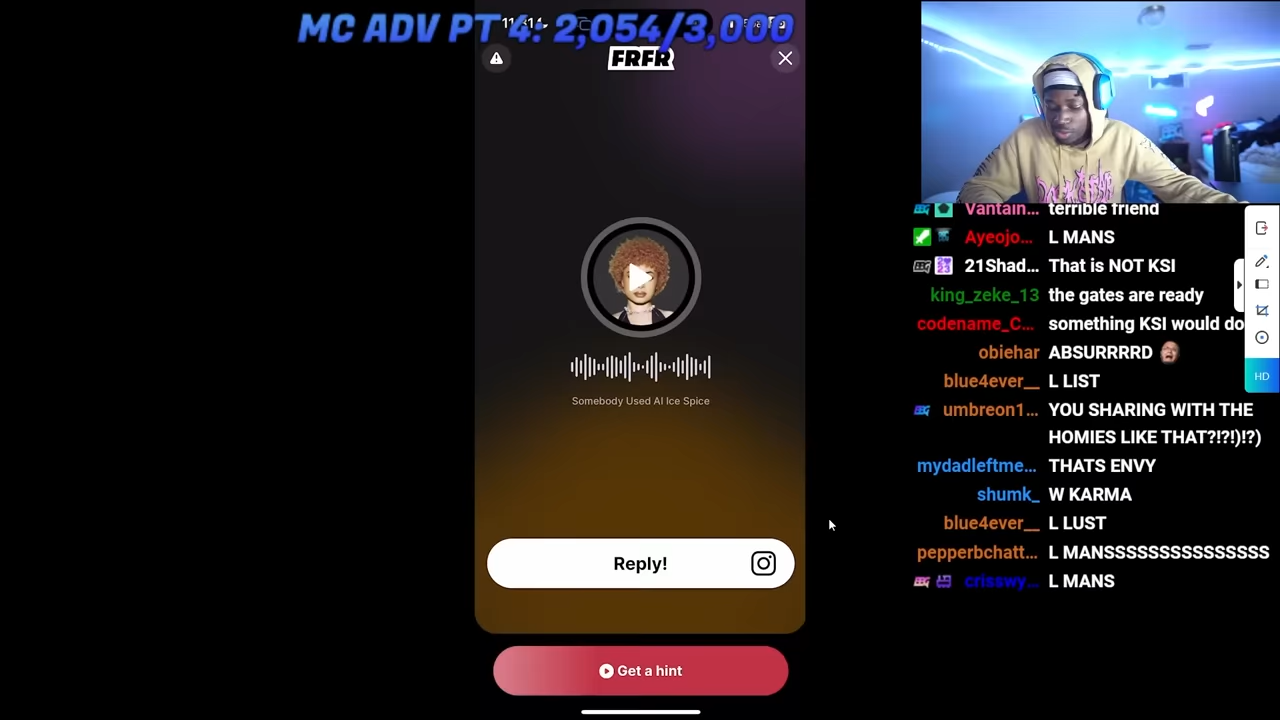 MC ADV PT 4: 2,054/3,000
FRFR
Somebody Used AI Ice Spice
Reply!
Get a hint
Vantain... terrible friend
Ayeojo... L MANS
21Shad... That is NOT KSI
king_zeke_13 the gates are ready
codename_C... something KSI would do
obiehar ABSURRRRD
blue4ever__ L LIST
umbreon1... YOU SHARING WITH THE
HOMIES LIKE THAT?!?!)!?)
mydadleftme... THATS ENVY
shumk_ W KARMA
blue4ever__ L LUST
pepperbchatt... L MANSSSSSSSSSSSSSSS
crisswy... L MANS
HD